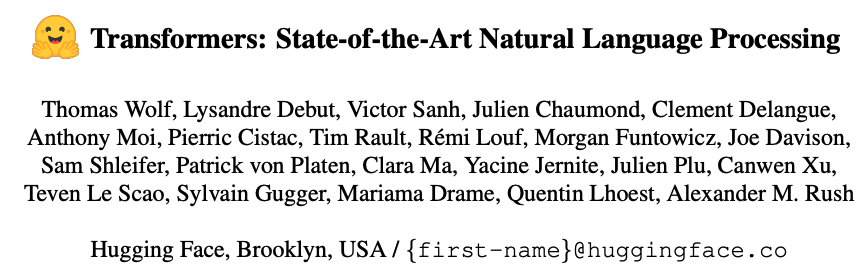 Transformers: State-of-the-Art Natural Language Processing
Thomas Wolf, Lysandre Debut, Victor Sanh, Julien Chaumond, Clement Delangue,
Anthony Moi, Pierric Cistac, Tim Rault, Rémi Louf, Morgan Funtowicz, Joe Davison,
Sam Shleifer, Patrick von Platen, Clara Ma, Yacine Jernite, Julien Plu, Canwen Xu,
Teven Le Scao, Sylvain Gugger, Mariama Drame, Quentin Lhoest, Alexander M. Rush
Hugging Face, Brooklyn, USA / {first-name}@huggingface.co